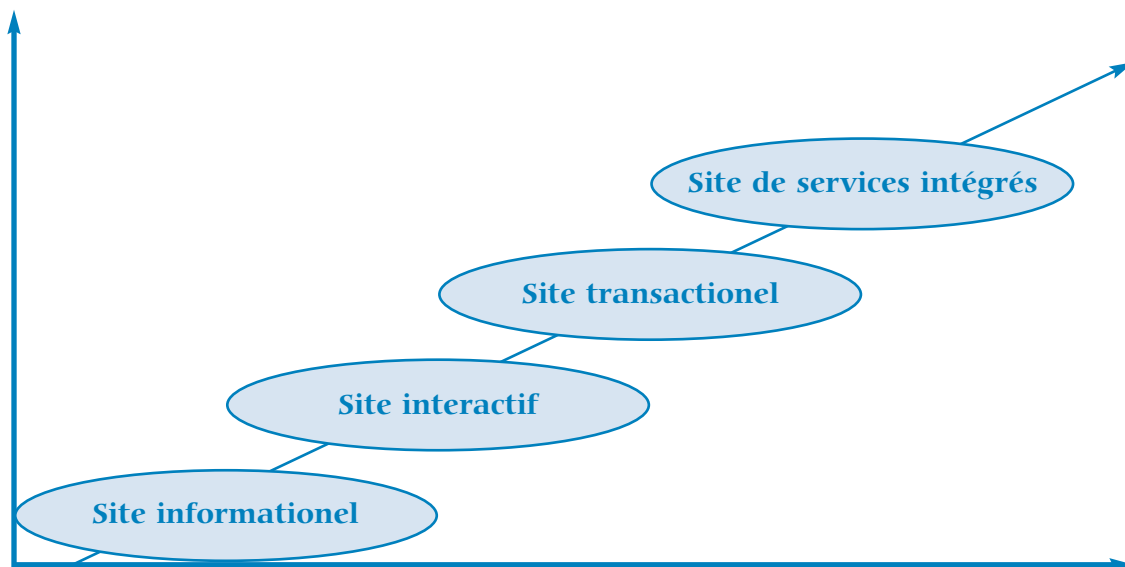 Site de services intégrés
Site transactionel
Site interactif
Site informationel